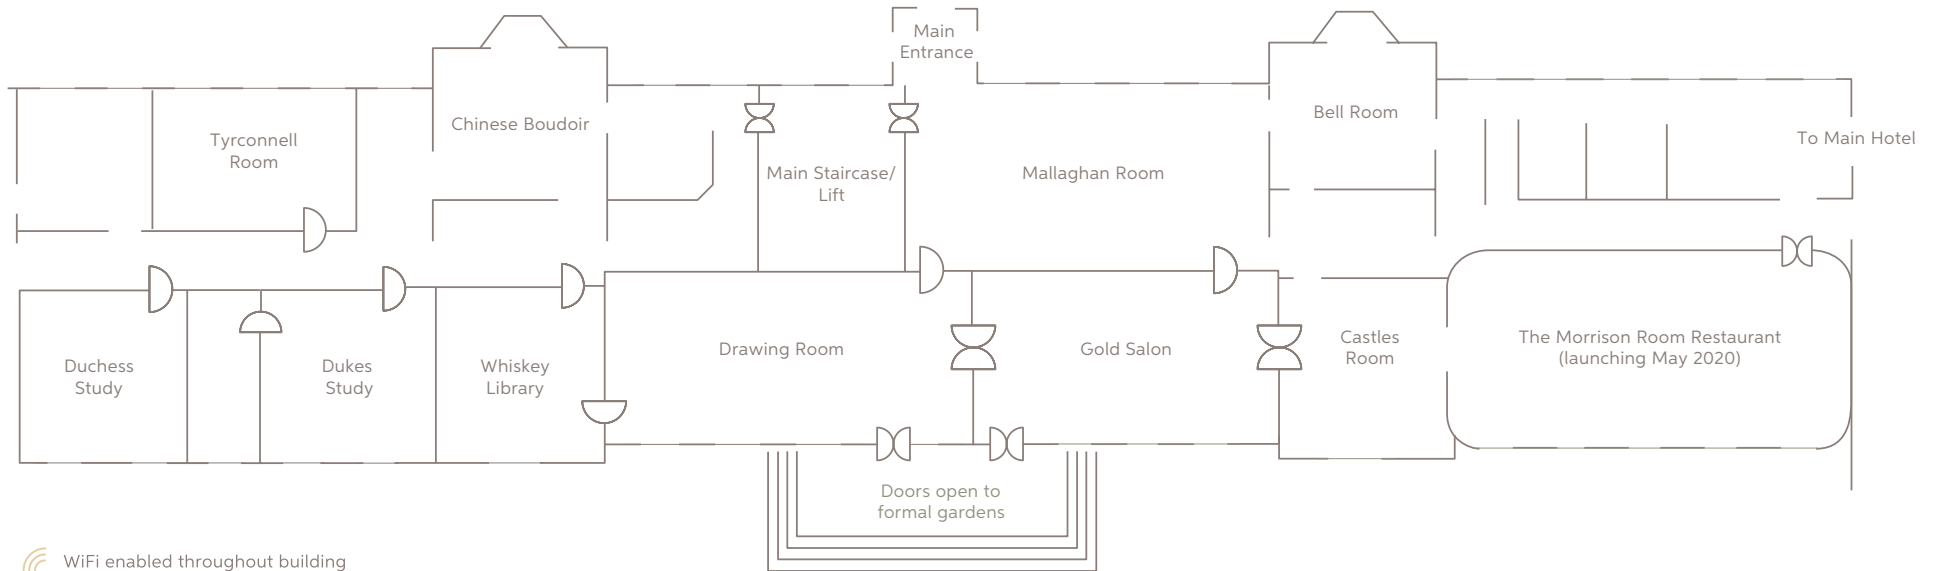 Main
Entrance
Tyrconnell
Room
Chinese Boudoir
Bell Room
To Main Hotel
Main Staircase/
Lift
Mallaghan Room
Duchess
Study
Dukes
Study
Whiskey
Library
Drawing Room
Gold Salon
Castles
Room
The Morrison Room Restaurant
(launching May 2020)
Doors open to
formal gardens
WiFi enabled throughout building